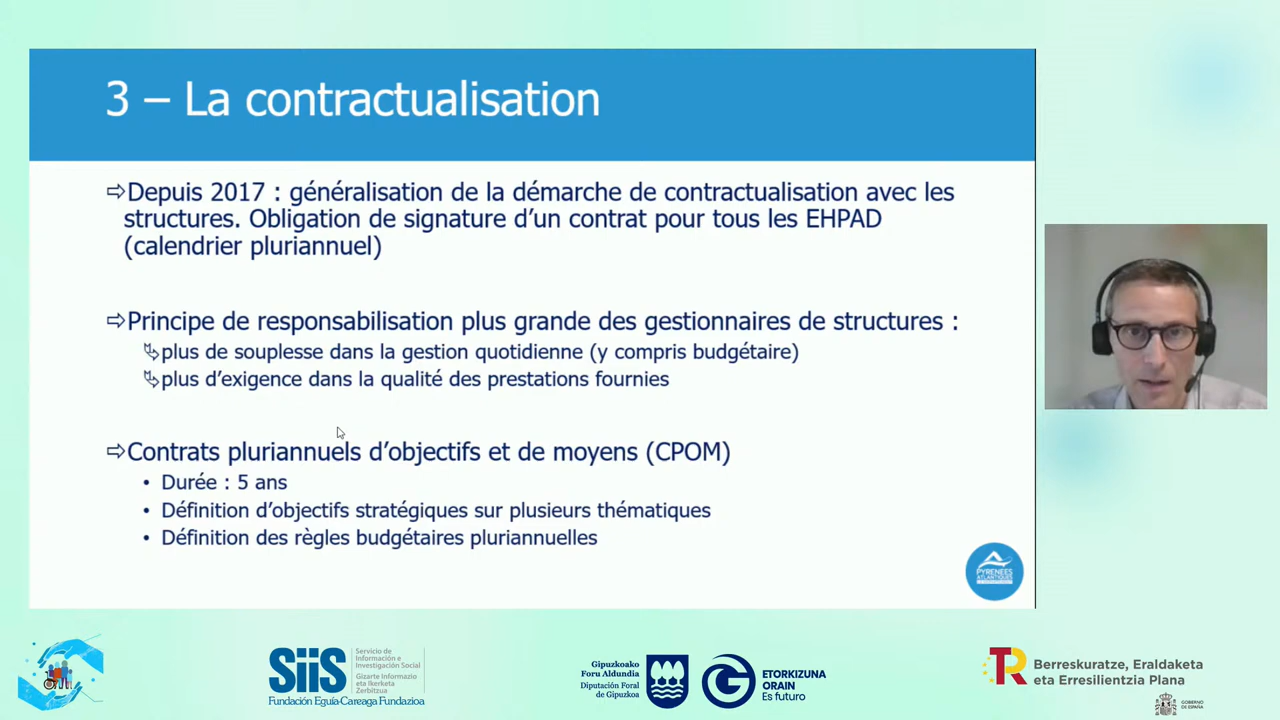 3 – La contractualisation
⇨Depuis 2017 : généralisation de la démarche de contractualisation avec les
structures. Obligation de signature d’un contrat pour tous les EHPAD
(calendrier pluriannuel)
⇨Principe de responsabilisation plus grande des gestionnaires de structures :
plus de souplesse dans la gestion quotidienne (y compris budgétaire)
plus d’exigence dans la qualité des prestations fournies
⇨Contrats pluriannuels d’objectifs et de moyens (CPOM)
• Durée : 5 ans
• Définition d’objectifs stratégiques sur plusieurs thématiques
• Définition des règles budgétaires pluriannuelles
PYRÉNÉES
ATLANTIQUES
SiiS
Servicio de
Información e
Investigación Social
Gizarte Informazio
eta Ikerketa
Zerbitzua
Fundación Eguía-Careaga Fundazioa
Gipuzkoako
Foru Aldundia
Diputación Foral
de Gipuzkoa
ETORKIZUNA
ORAIN
Es futuro
TR
Berreskuratze, Eraldaketa
eta Erresilientzia Plana
GOBIERNO
DE ESPAÑA